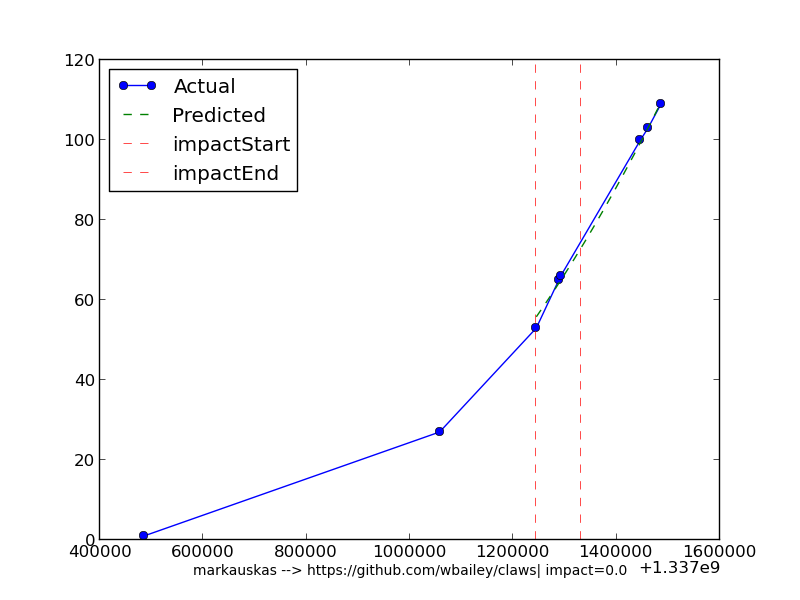 120
100
80
60
40
20
0
Actual
Predicted
impactStart
impactEnd
400000 600000 800000 1000000 1200000 1400000 1600000
markauskas --> https://github.com/wbailey/claws| impact=0.0 +1.337e9